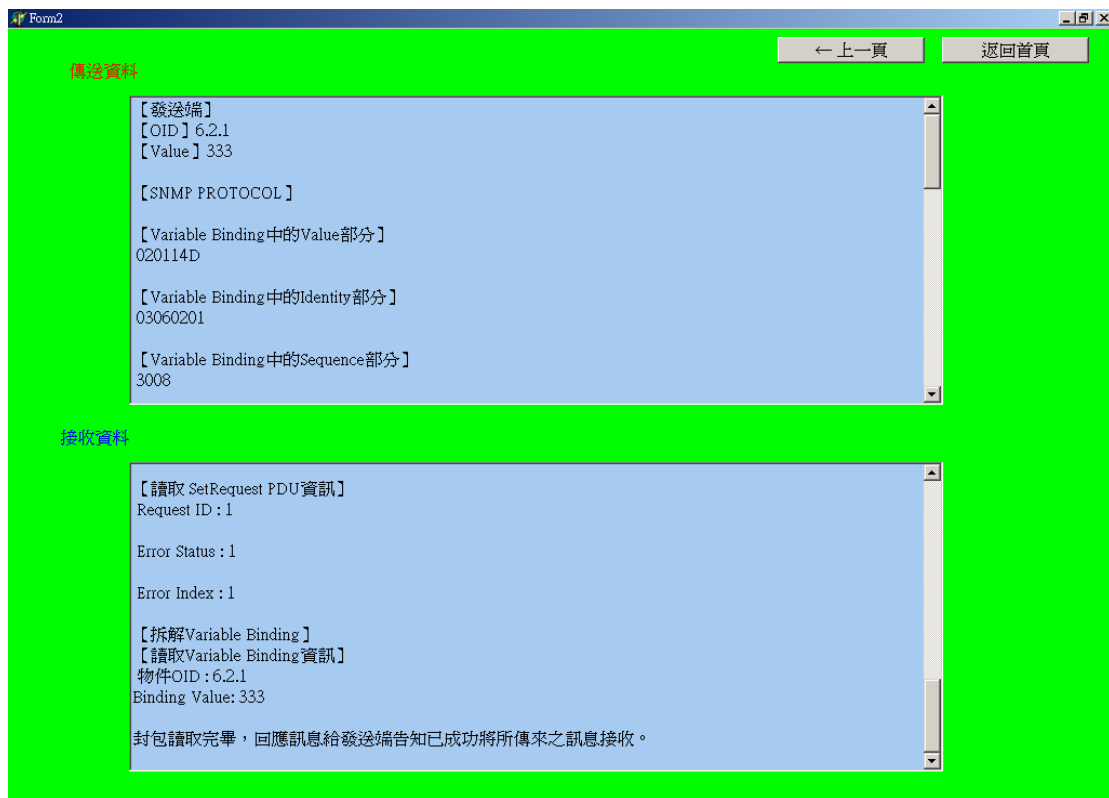 Form2
←上一頁
返回首頁
傳送資料
【發送端】
【OID】6.2.1
【Value】333
【SNMP PROTOCOL】
【Variable Binding中的Value部分】
020114D
【Variable Binding中的Identity部分】
03060201
【Variable Binding中的Sequence部分】
3008
接收資料
【讀取 SetRequest PDU資訊】
Request ID : 1
Error Status : 1
Error Index : 1
【拆解Variable Binding】
【讀取Variable Binding資訊】
物件OID : 6.2.1
Binding Value: 333
封包讀取完畢，回應訊息給發送端告知已成功將所傳來之訊息接收。